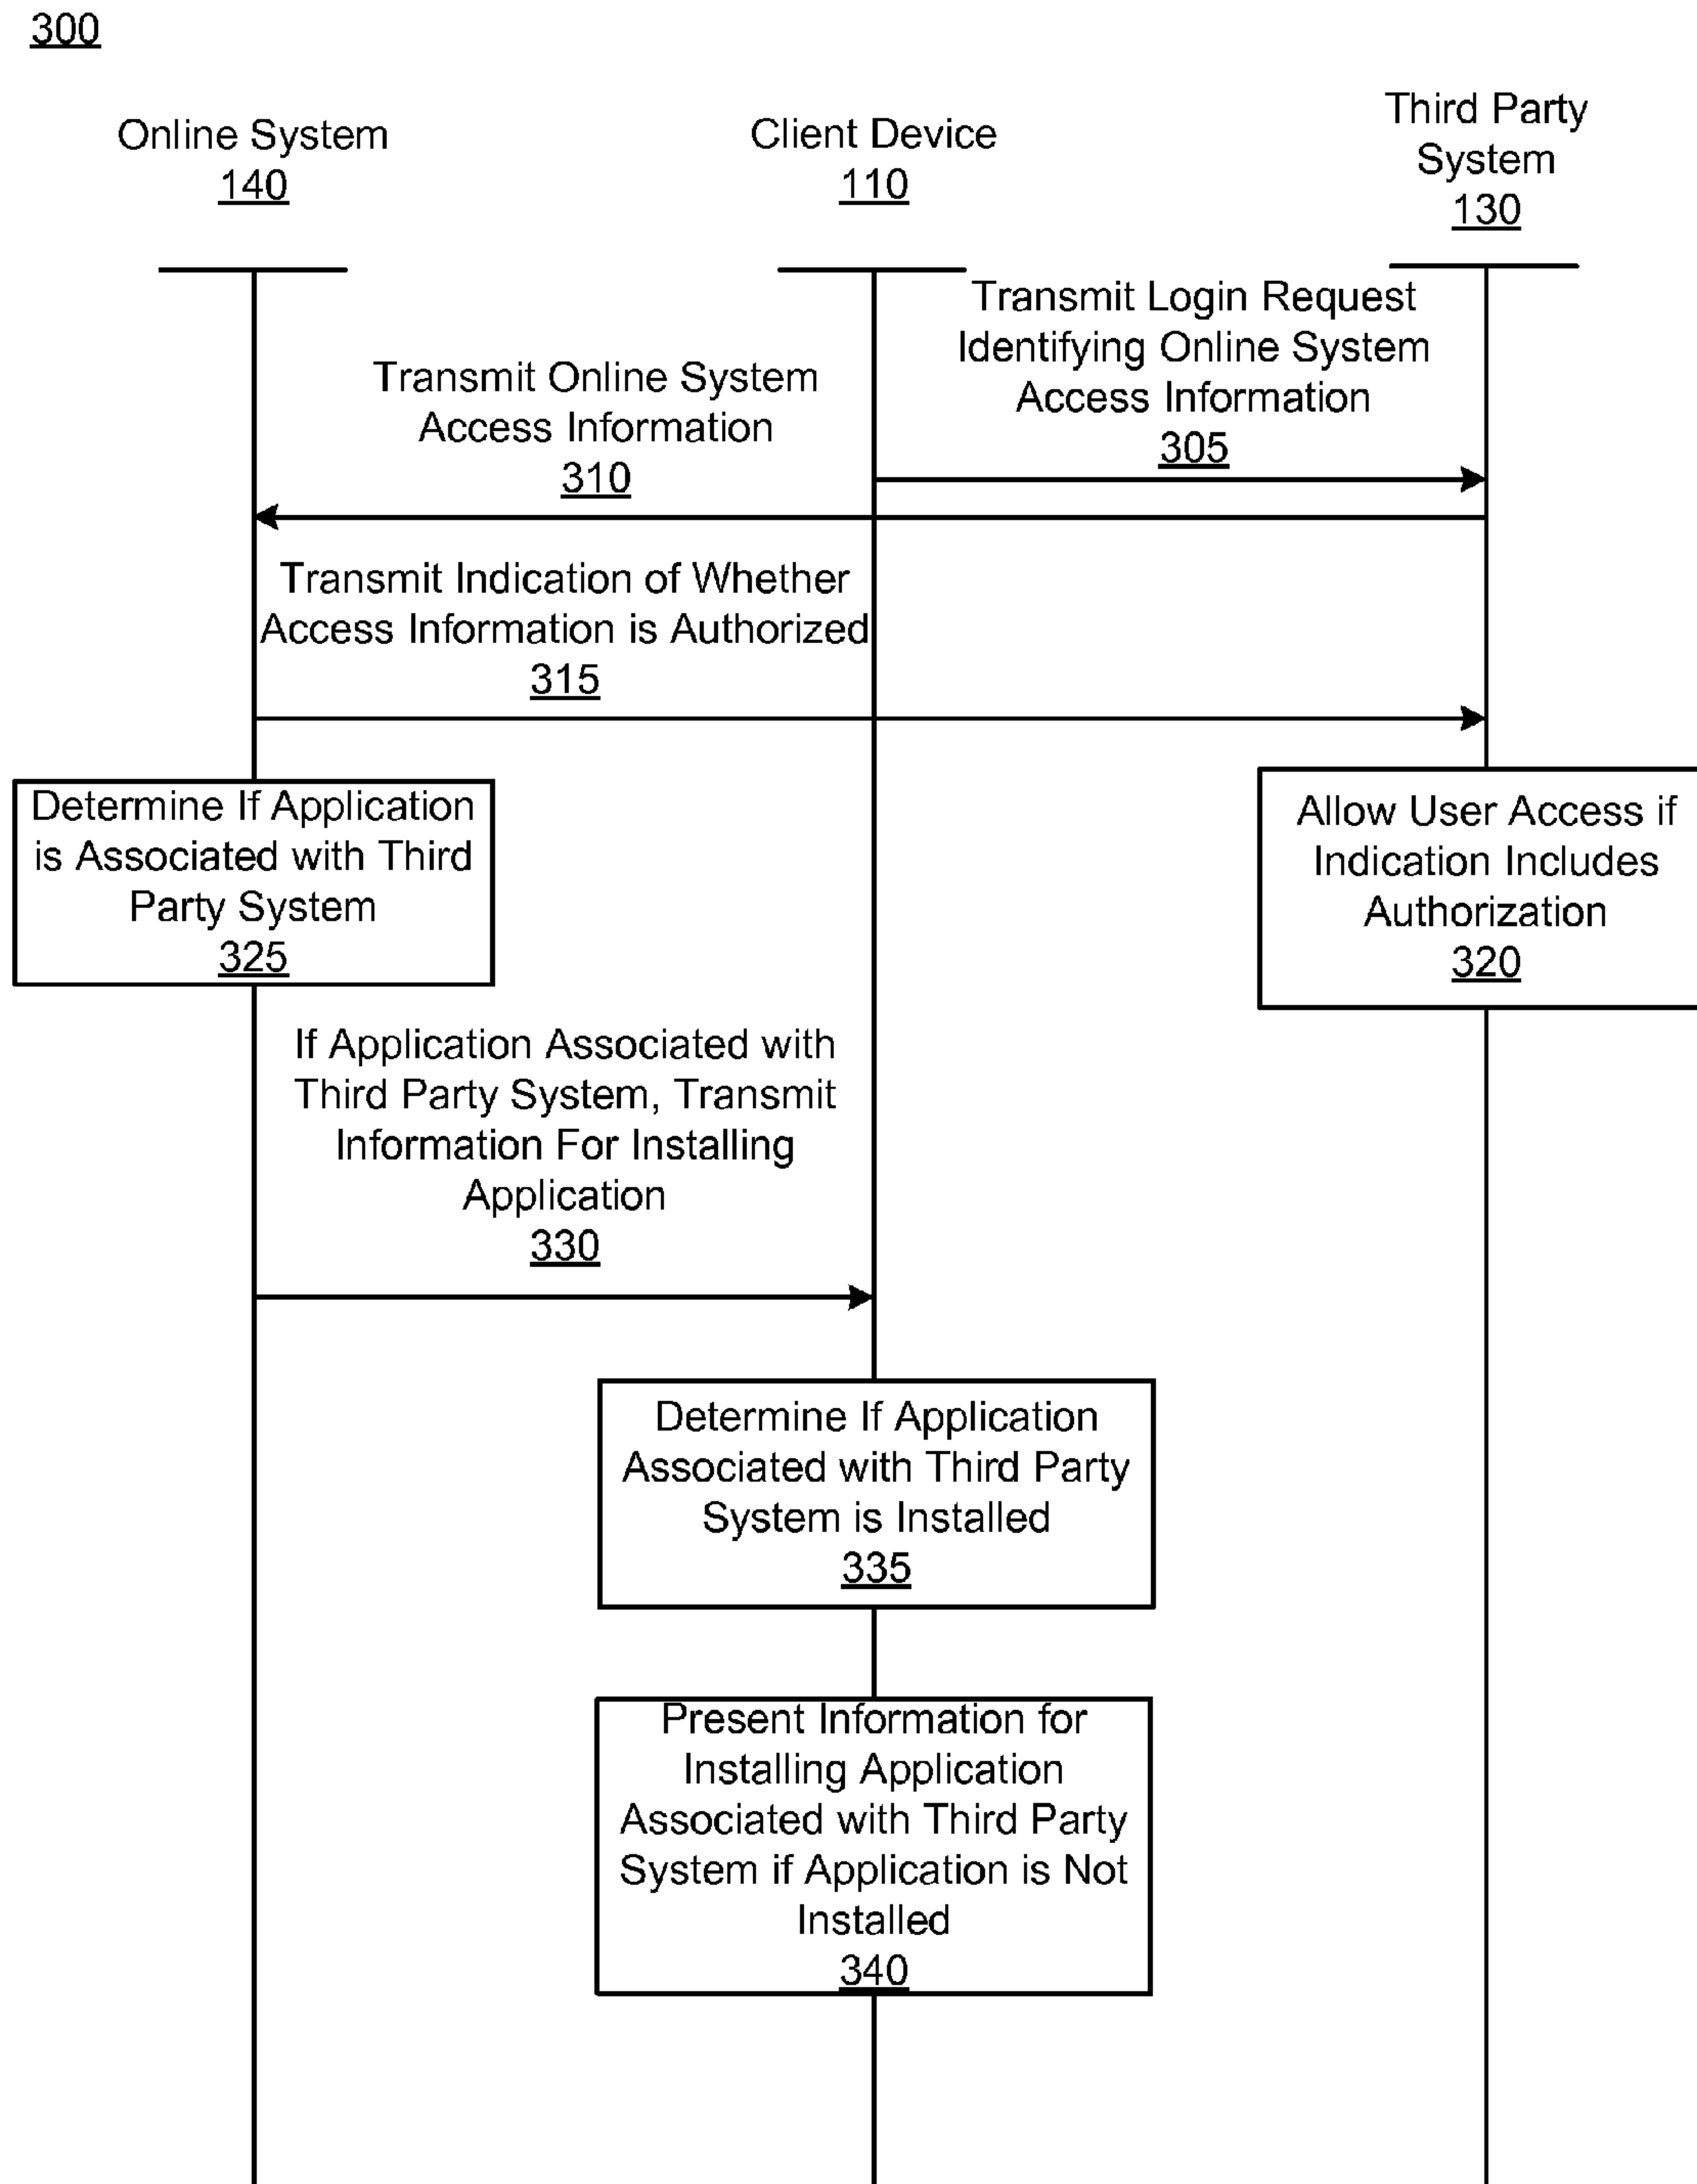 300
Online System
140
Client Device
110
Third Party
System
130
Transmit Login Request
Identifying Online System
Access Information
305
Transmit Online System
Access Information
310
Transmit Indication of Whether
Access Information is Authorized
315
Determine If Application
is Associated with Third
Party System
325
Allow User Access if
Indication Includes
Authorization
320
If Application Associated with
Third Party System, Transmit
Information For Installing
Application
330
Determine If Application
Associated with Third Party
System is Installed
335
Present Information for
Installing Application
Associated with Third Party
System if Application is Not
Installed
340